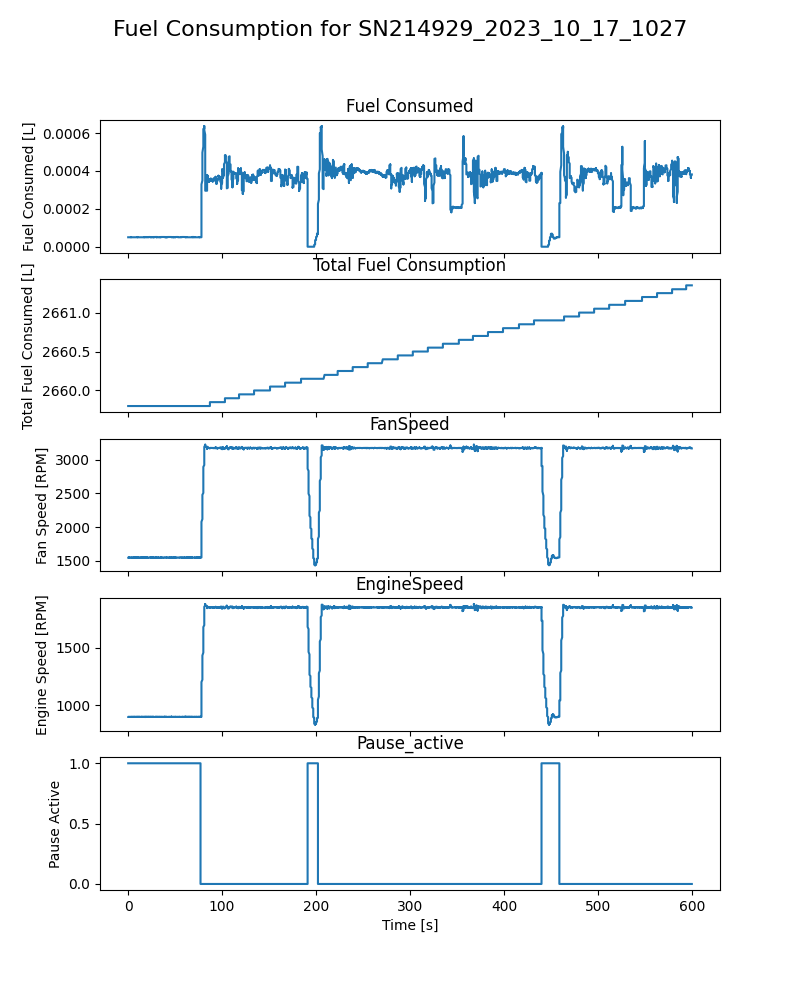 Fuel Consumption for SN214929_2023_10_17_1027
Fuel Consumed
Fuel Consumed [L]
0.0006
0.0004
0.0002
0.0000
Total Fuel Consumption
Total Fuel Consumed [L]
2661.0
2660.5
2660.0
FanSpeed
Fan Speed [RPM]
3000
2500
2000
1500
EngineSpeed
Engine Speed [RPM]
1500
1000
Pause_active
Pause Active
1.0
0.5
0.0
0 100 200 300 400 500 600
Time [s]